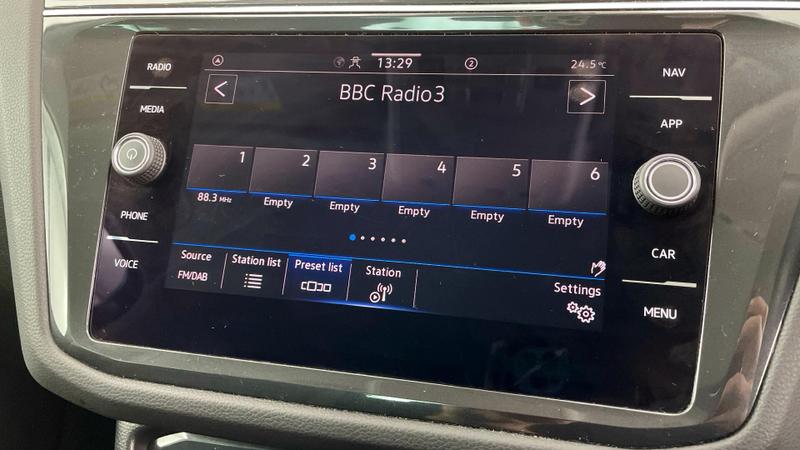 RADIO
MEDIA
PHONE
VOICE
13:29
2
24.5 °C
BBC Radio3
1
2
3
4
5
6
88.3 MHz
Empty
Empty
Empty
Empty
Empty
Source
FM/DAB
Station list
Preset list
Station
Settings
NAV
APP
CAR
MENU